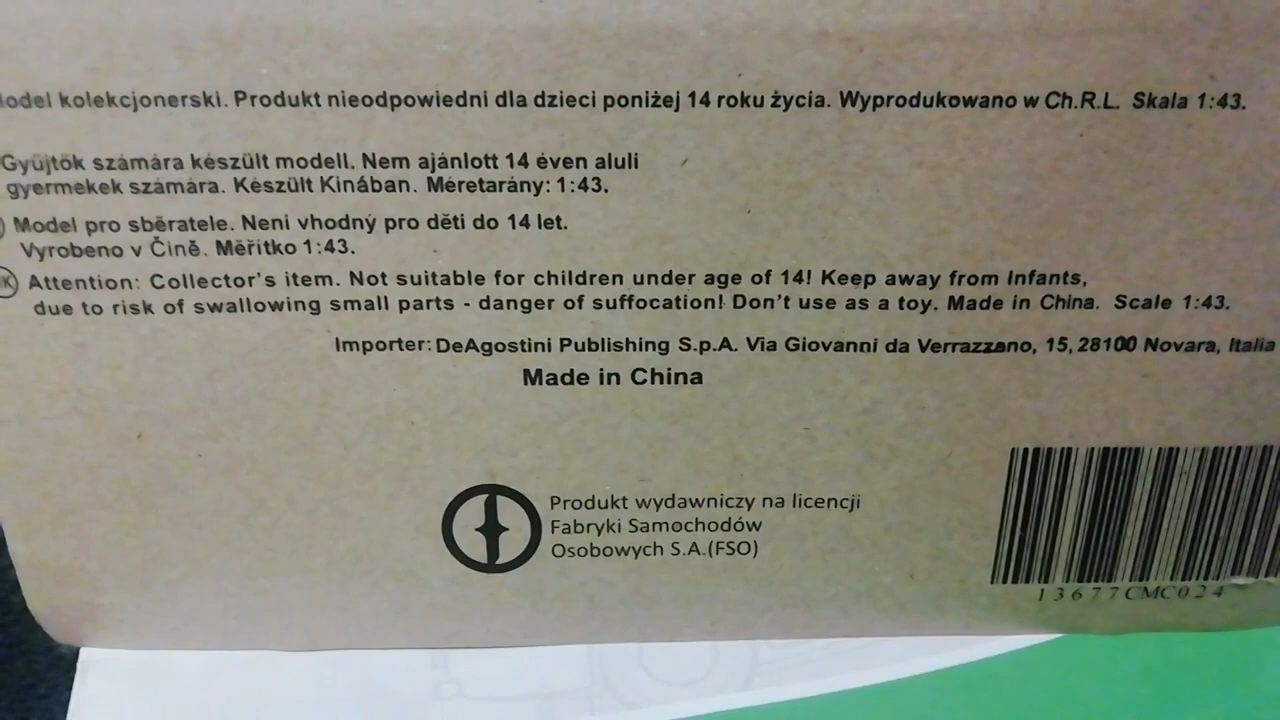 odel kolekcjonerski. Produkt nieodpowiedni dla dzieci poniżej 14 roku życia. Wyprodukowano w Ch.R.L. Skala 1:43.
Gyűjtők számára készült modell. Nem ajánlott 14 éven aluli
gyermekek számára. Készült Kínában. Méretarány: 1:43.
Model pro sběratele. Není vhodný pro děti do 14 let.
Vyrobeno v Číně. Měřítko 1:43.
Attention: Collector's item. Not suitable for children under age of 14! Keep away from Infants,
due to risk of swallowing small parts - danger of suffocation! Don't use as a toy. Made in China. Scale 1:43.
Importer: DeAgostini Publishing S.p.A. Via Giovanni da Verrazzano, 15, 28100 Novara, Italia
Made in China
Produkt wydawniczy na licencji
Fabryki Samochodów
Osobowych S.A.(FSO)
13677CMC024